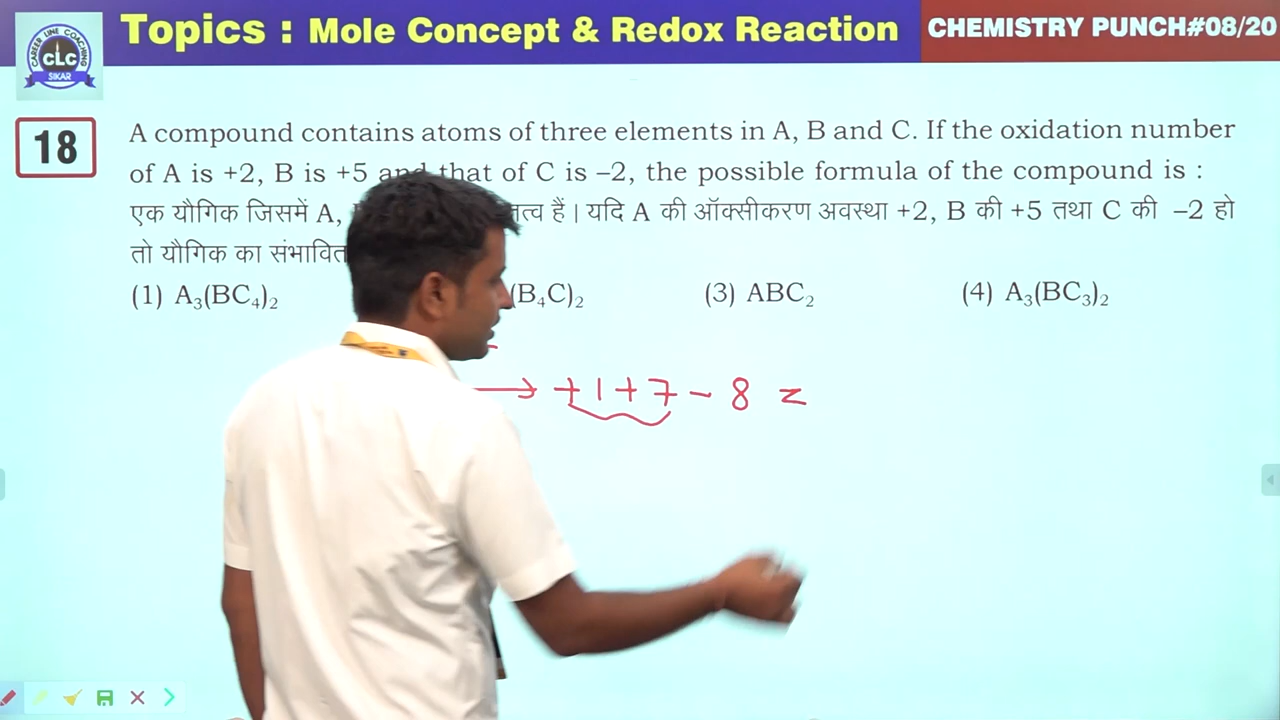 Topics : Mole Concept & Redox Reaction
CHEMISTRY PUNCH#08/20
CAREER LINE COACHING
CLC
SIKAR
18
A compound contains atoms of three elements in A, B and C. If the oxidation number
of A is +2, B is +5 and that of C is –2, the possible formula of the compound is :
एक यौगिक जिसमें A, तत्व हैं। यदि A की ऑक्सीकरण अवस्था +2, B की +5 तथा C की –2 हो
तो यौगिक का संभावित
(1) A₃(BC₄)₂ (B₄C)₂ (3) ABC₂ (4) A₃(BC₃)₂
→ +1+7-8 =